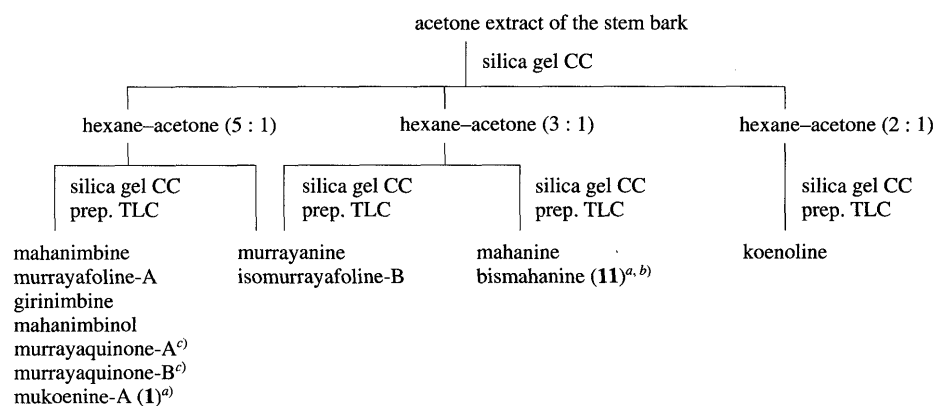 acetone extract of the stem bark
silica gel CC
hexane–acetone (5 : 1)
hexane–acetone (3 : 1)
hexane–acetone (2 : 1)
silica gel CC
prep. TLC
silica gel CC
prep. TLC
silica gel CC
prep. TLC
silica gel CC
prep. TLC
mahanimbine
murrayafoline-A
girinimbine
mahanimbinol
murrayaquinone-A^c)
murrayaquinone-B^c)
mukoenine-A (1)^a)
murrayanine
isomurrayafoline-B
mahanine
bismahanine (11)^a, b)
koenoline